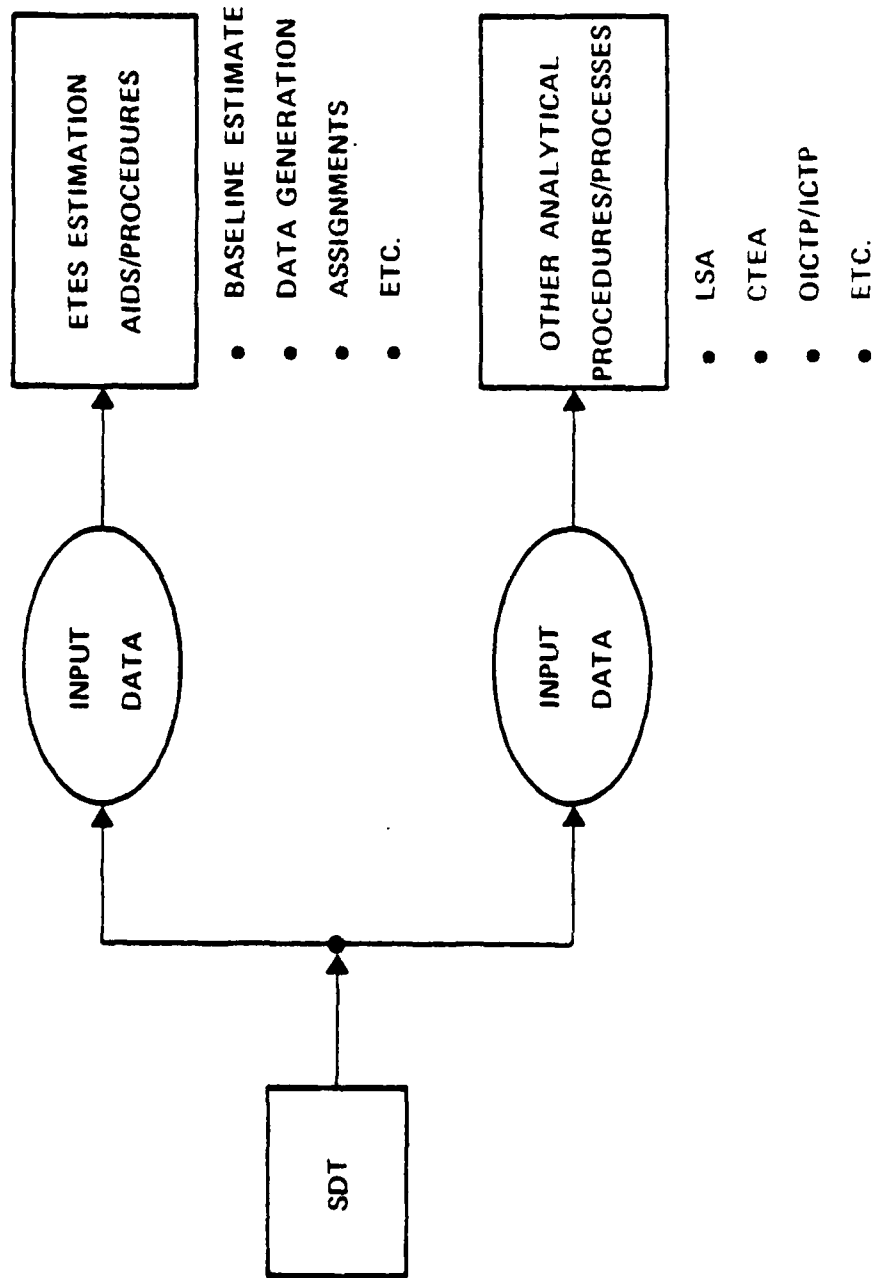 SDT
INPUT
DATA
ETES ESTIMATION
AIDS/PROCEDURES
● BASELINE ESTIMATE
● DATA GENERATION
● ASSIGNMENTS
● ETC.
INPUT
DATA
OTHER ANALYTICAL
PROCEDURES/PROCESSES
● LSA
● CTEA
● OICTP/ICTP
● ETC.